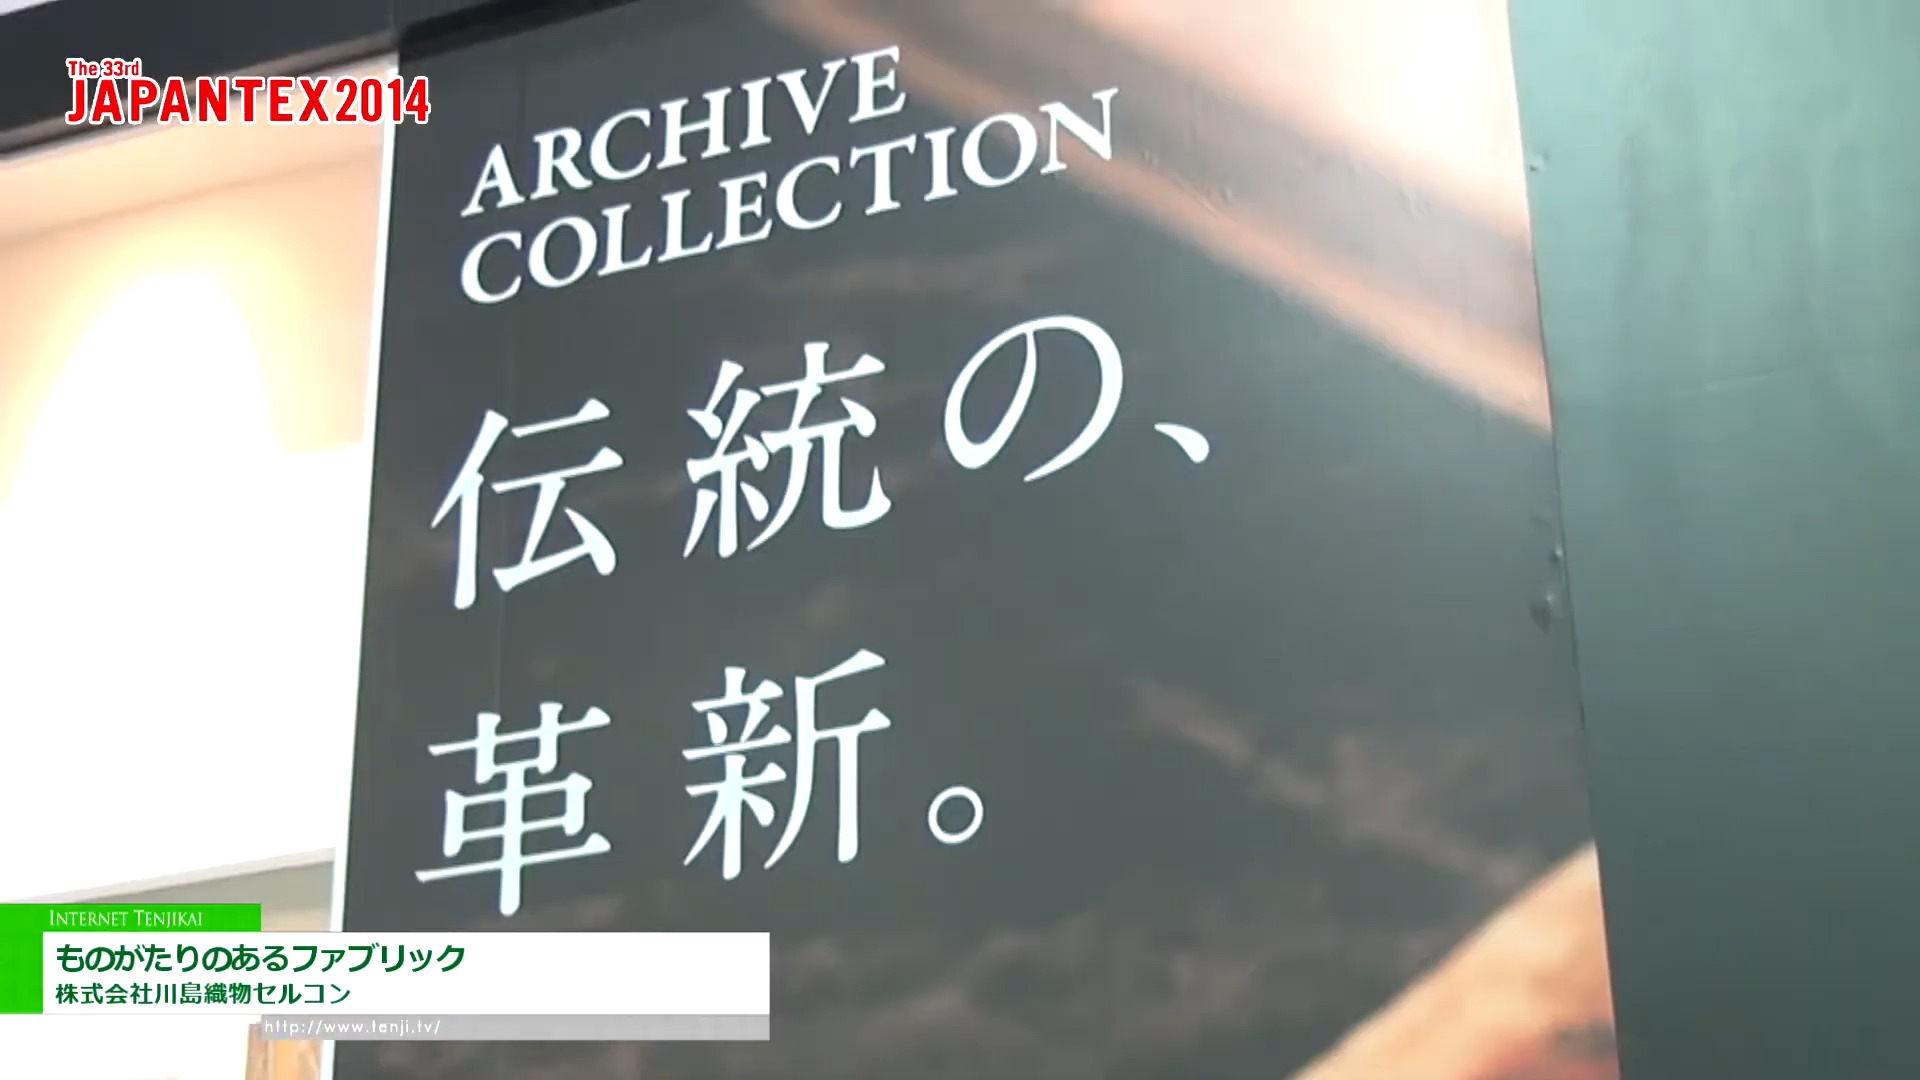 The 33rd
JAPANTEX2014
ARCHIVE
COLLECTION
伝統の、
革新。
INTERNET TENJIKAI
ものがたりのあるファブリック
株式会社川島織物セルコン
http://www.tenji.tv/